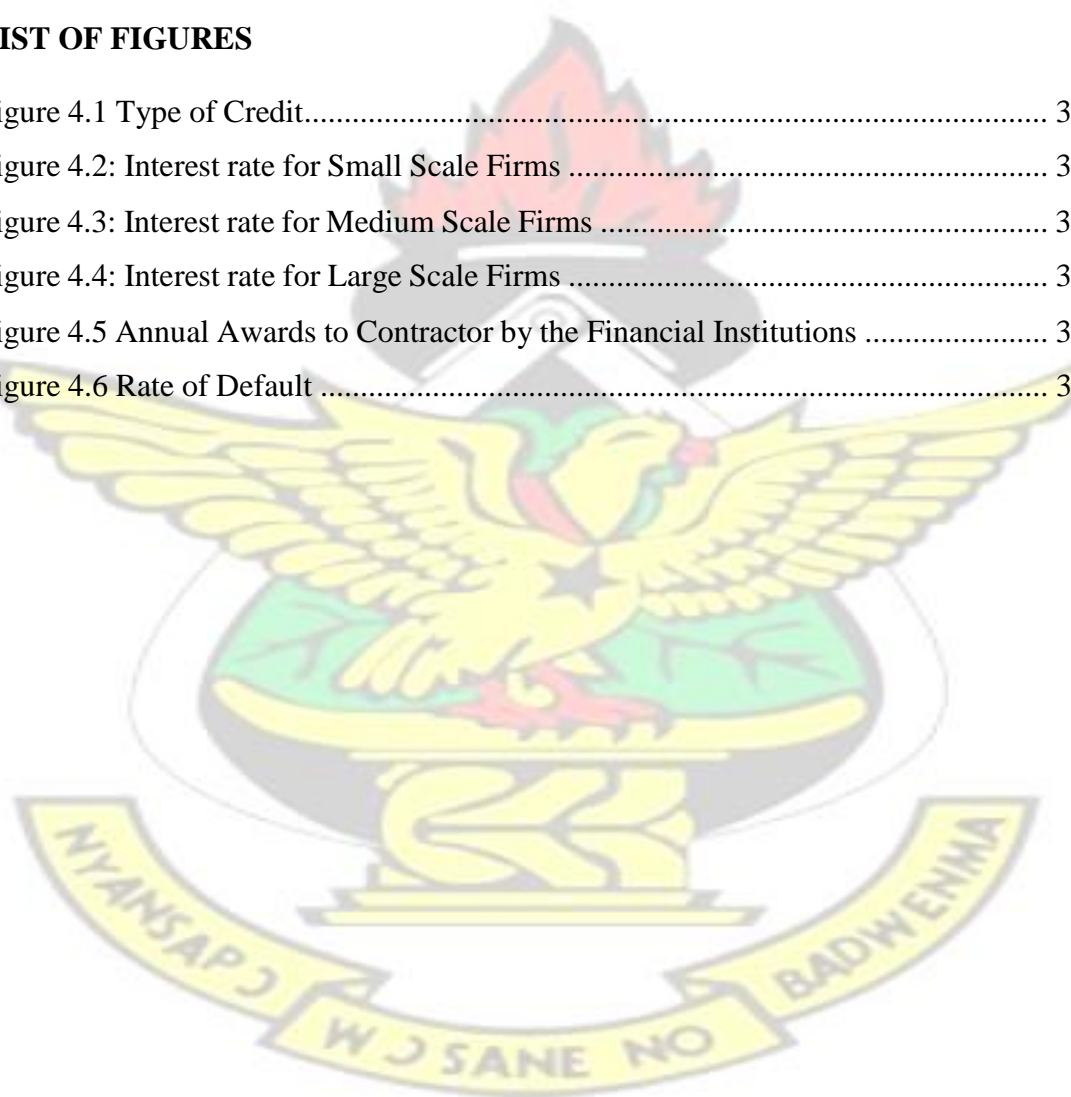 IST OF FIGURES
igure 4.1 Type of Credit............................................................................................. 3
igure 4.2: Interest rate for Small Scale Firms ............................................................ 3
igure 4.3: Interest rate for Medium Scale Firms ........................................................ 3
igure 4.4: Interest rate for Large Scale Firms ............................................................ 3
igure 4.5 Annual Awards to Contractor by the Financial Institutions ....................... 3
igure 4.6 Rate of Default ........................................................................................... 3
NYANSAPƆ
WƆSANE NO
BADWENMA